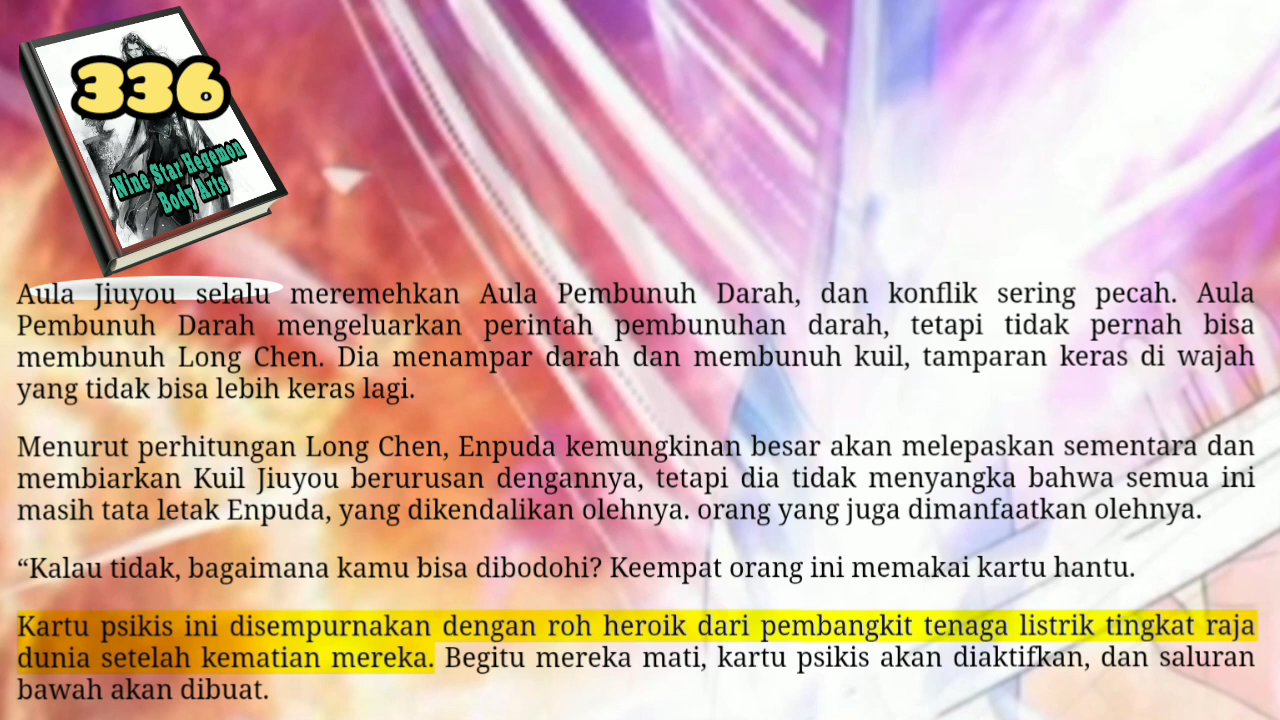 336
Nine Star Hegemon
Body Arts
Aula Jiuyou selalu meremehkan Aula Pembunuh Darah, dan konflik sering pecah. Aula
Pembunuh Darah mengeluarkan perintah pembunuhan darah, tetapi tidak pernah bisa
membunuh Long Chen. Dia menampar darah dan membunuh kuil, tamparan keras di wajah
yang tidak bisa lebih keras lagi.
Menurut perhitungan Long Chen, Enpuda kemungkinan besar akan melepaskan sementara dan
membiarkan Kuil Jiuyou berurusan dengannya, tetapi dia tidak menyangka bahwa semua ini
masih tata letak Enpuda, yang dikendalikan olehnya. orang yang juga dimanfaatkan olehnya.
“Kalau tidak, bagaimana kamu bisa dibodohi? Keempat orang ini memakai kartu hantu.
Kartu psikis ini disempurnakan dengan roh heroik dari pembangkit tenaga listrik tingkat raja
dunia setelah kematian mereka. Begitu mereka mati, kartu psikis akan diaktifkan, dan saluran
bawah akan dibuat.